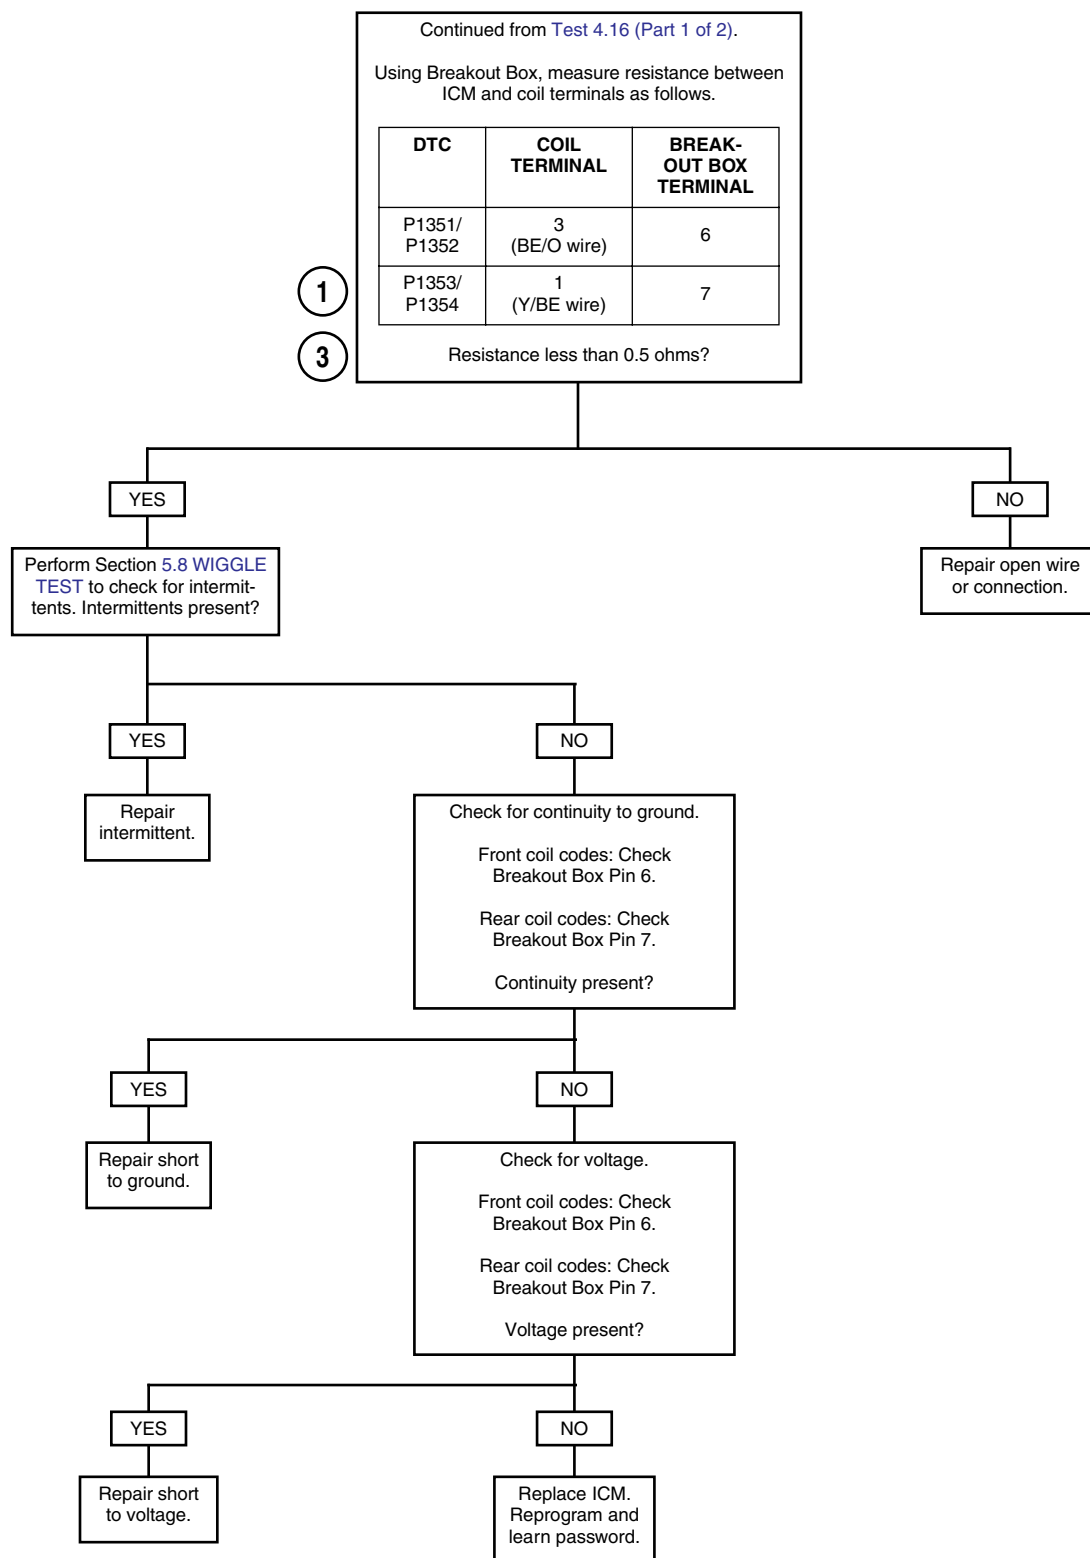 Continued from Test 4.16 (Part 1 of 2).
Using Breakout Box, measure resistance between
ICM and coil terminals as follows.
DTC
COIL
TERMINAL
BREAK-
OUT BOX
TERMINAL
P1351/
P1352
3
(BE/O wire)
6
1
P1353/
P1354
1
(Y/BE wire)
7
3
Resistance less than 0.5 ohms?
YES
NO
Perform Section 5.8 WIGGLE
TEST to check for intermit-
tents. Intermittents present?
Repair open wire
or connection.
YES
NO
Repair
intermittent.
Check for continuity to ground.
Front coil codes: Check
Breakout Box Pin 6.
Rear coil codes: Check
Breakout Box Pin 7.
Continuity present?
YES
NO
Repair short
to ground.
Check for voltage.
Front coil codes: Check
Breakout Box Pin 6.
Rear coil codes: Check
Breakout Box Pin 7.
Voltage present?
YES
NO
Repair short
to voltage.
Replace ICM.
Reprogram and
learn password.